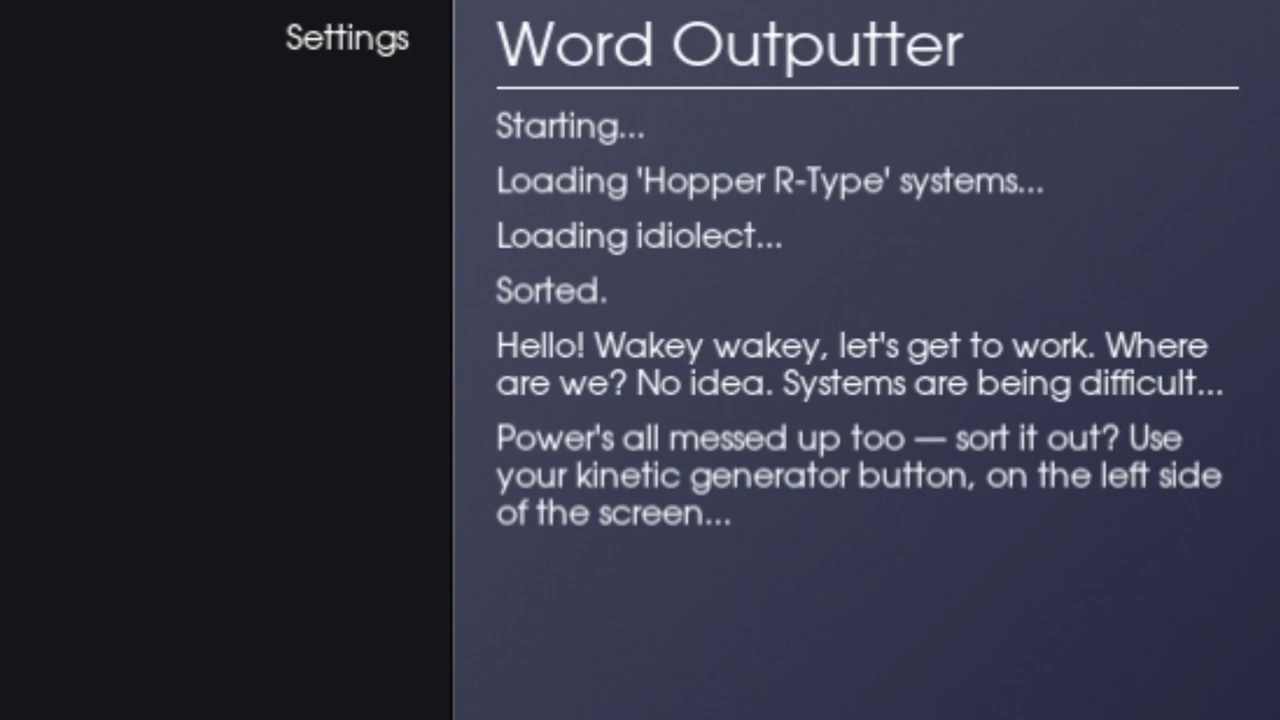 Settings
Word Outputter
Starting...
Loading 'Hopper R-Type' systems...
Loading idiolect...
Sorted.
Hello! Wakey wakey, let's get to work. Where
are we? No idea. Systems are being difficult...
Power's all messed up too — sort it out? Use
your kinetic generator button, on the left side
of the screen...